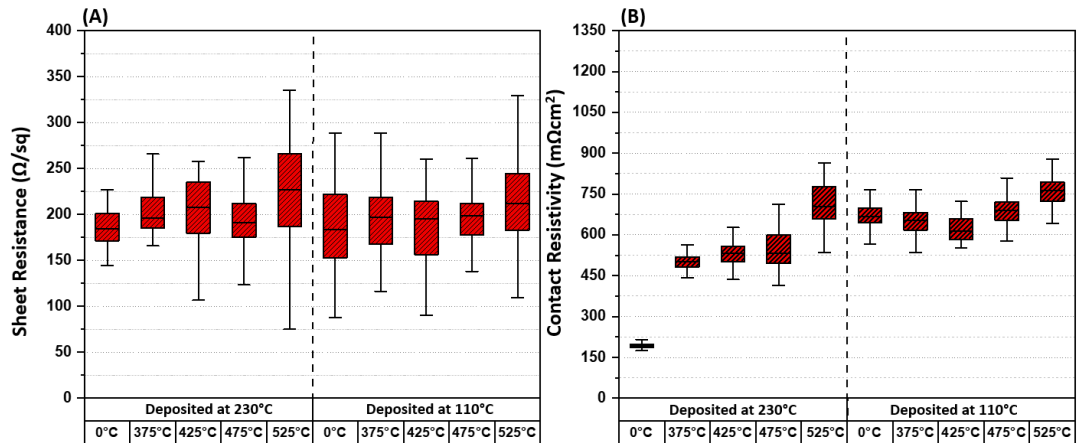 (A)
Sheet Resistance (Ω/sq)
400
350
300
250
200
150
100
50
0
Deposited at 230°C
Deposited at 110°C
0°C
375°C
425°C
475°C
525°C
0°C
375°C
425°C
475°C
525°C
(B)
Contact Resistivity (mΩcm²)
1350
1200
1050
900
750
600
450
300
150
0
Deposited at 230°C
Deposited at 110°C
0°C
375°C
425°C
475°C
525°C
0°C
375°C
425°C
475°C
525°C